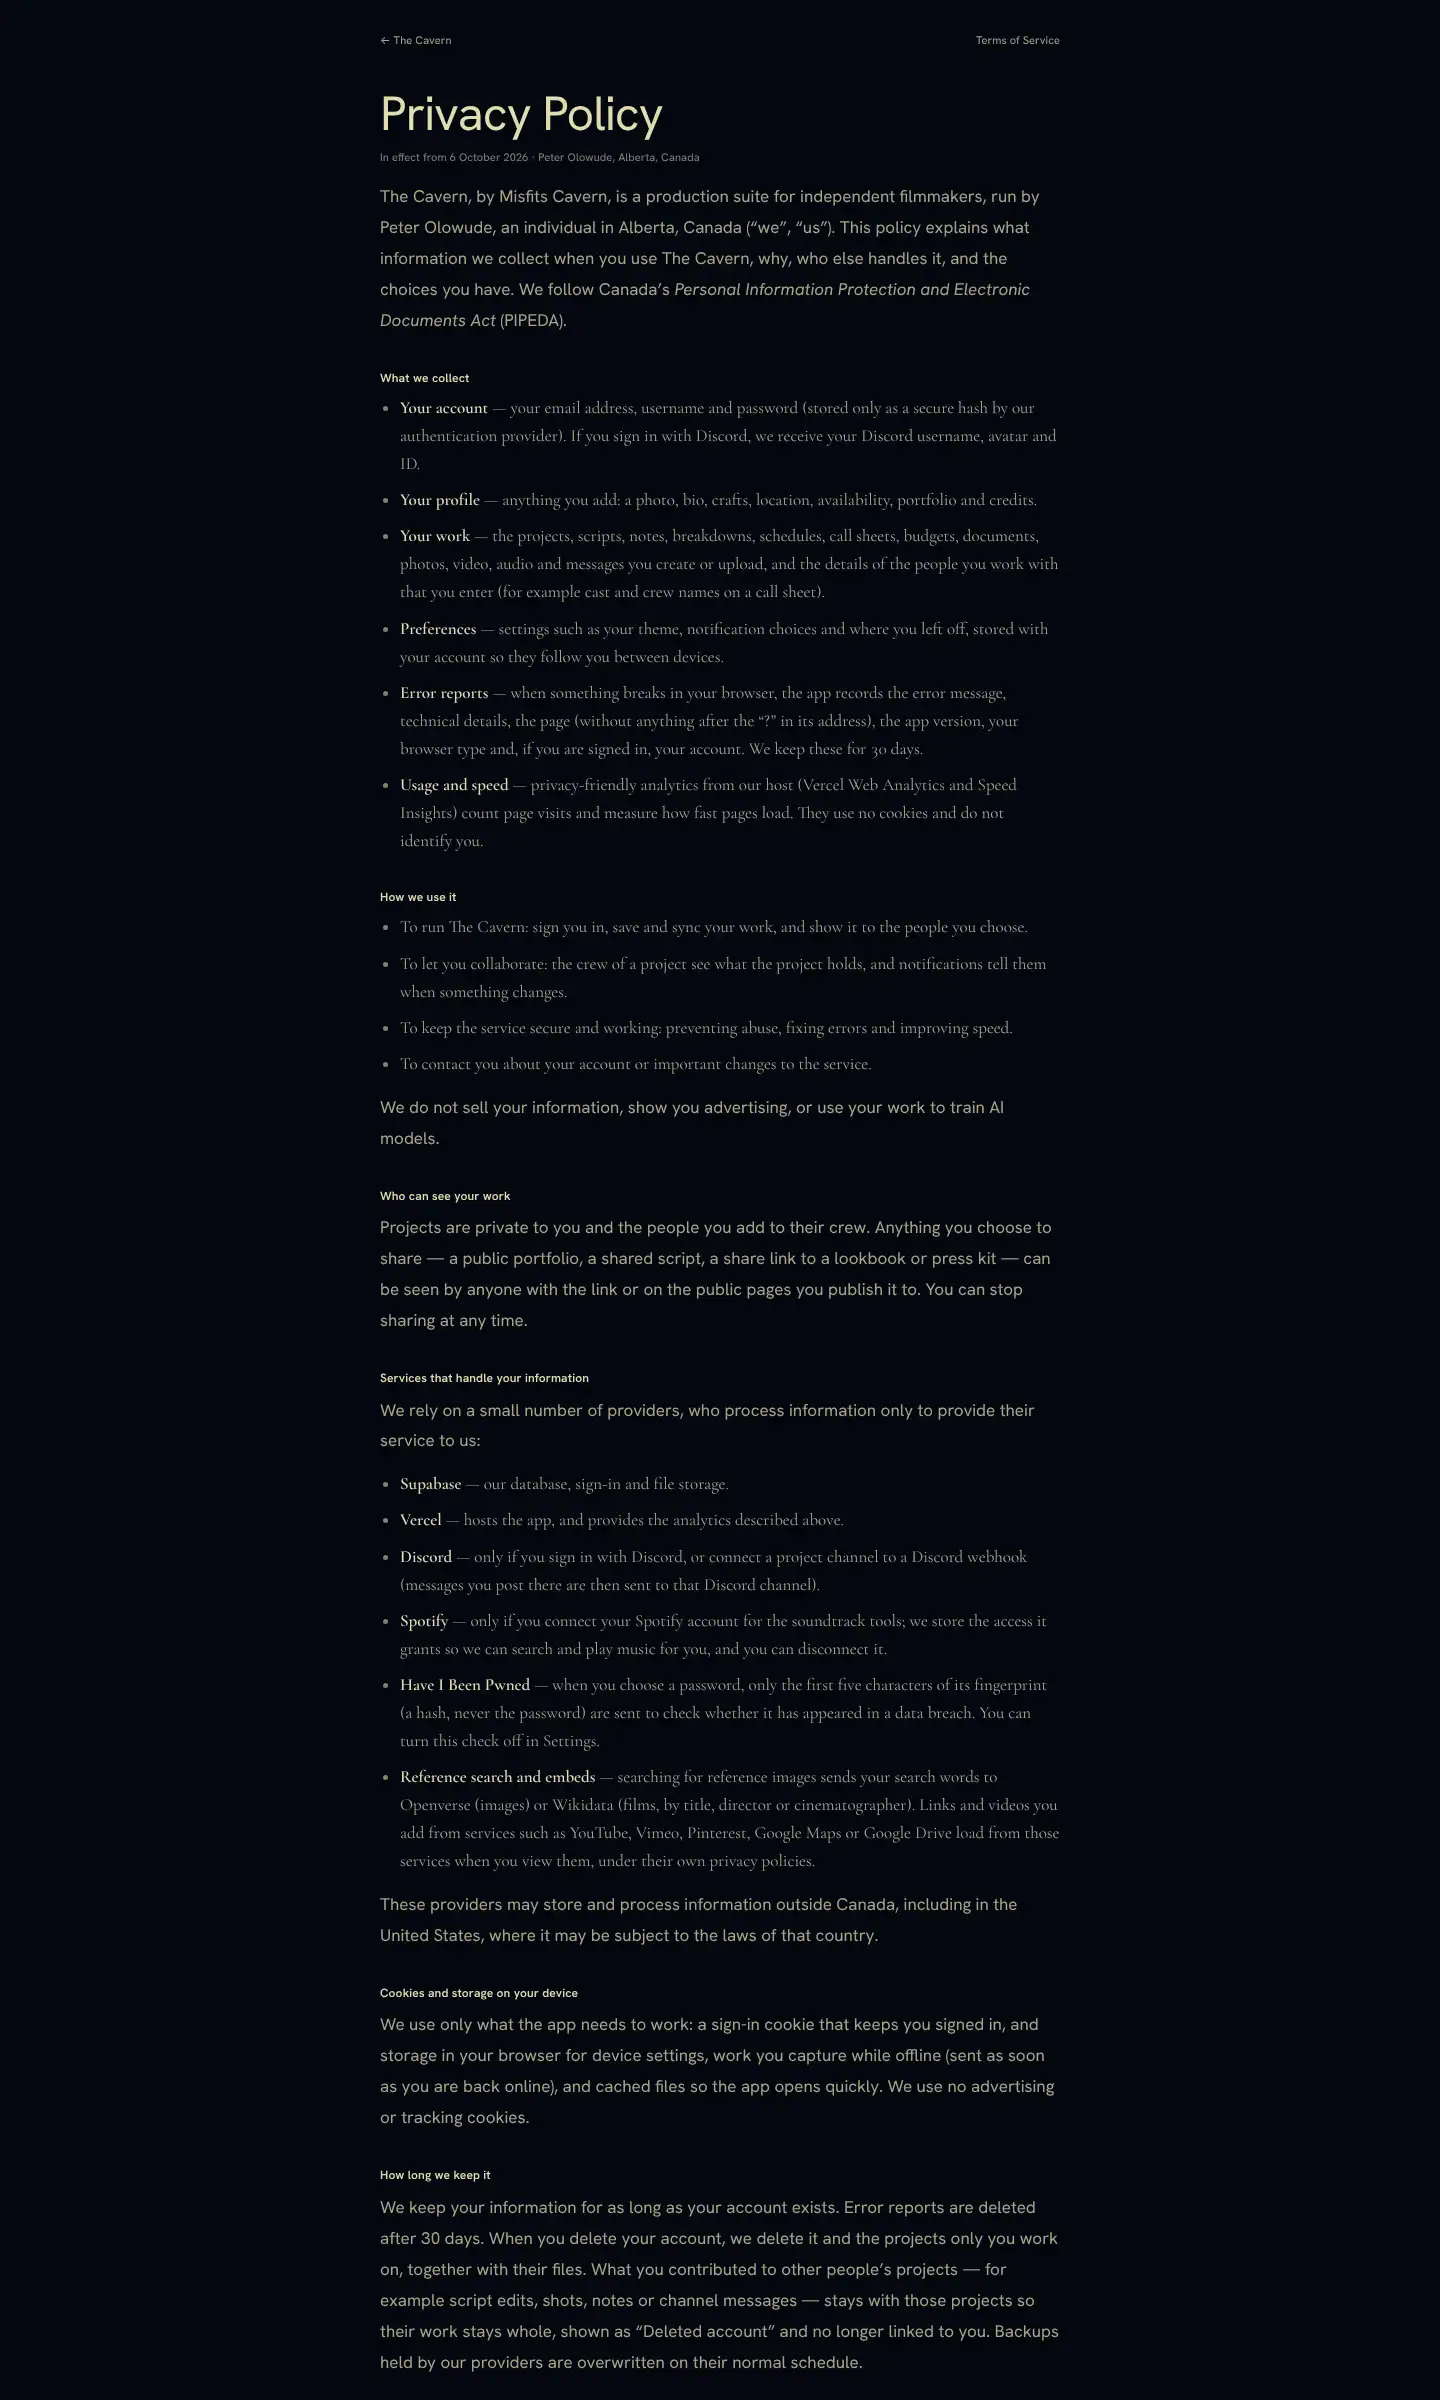 ← The Cavern
Terms of Service
Privacy Policy
In effect from 6 October 2026 · Peter Olowude, Alberta, Canada
The Cavern, by Misfits Cavern, is a production suite for independent filmmakers, run by
Peter Olowude, an individual in Alberta, Canada (“we”, “us”). This policy explains what
information we collect when you use The Cavern, why, who else handles it, and the
choices you have. We follow Canada’s Personal Information Protection and Electronic
Documents Act (PIPEDA).
What we collect
• Your account — your email address, username and password (stored only as a secure hash by our
authentication provider). If you sign in with Discord, we receive your Discord username, avatar and
ID.
• Your profile — anything you add: a photo, bio, crafts, location, availability, portfolio and credits.
• Your work — the projects, scripts, notes, breakdowns, schedules, call sheets, budgets, documents,
photos, video, audio and messages you create or upload, and the details of the people you work with
that you enter (for example cast and crew names on a call sheet).
• Preferences — settings such as your theme, notification choices and where you left off, stored with
your account so they follow you between devices.
• Error reports — when something breaks in your browser, the app records the error message,
technical details, the page (without anything after the “?” in its address), the app version, your
browser type and, if you are signed in, your account. We keep these for 30 days.
• Usage and speed — privacy-friendly analytics from our host (Vercel Web Analytics and Speed
Insights) count page visits and measure how fast pages load. They use no cookies and do not
identify you.
How we use it
• To run The Cavern: sign you in, save and sync your work, and show it to the people you choose.
• To let you collaborate: the crew of a project see what the project holds, and notifications tell them
when something changes.
• To keep the service secure and working: preventing abuse, fixing errors and improving speed.
• To contact you about your account or important changes to the service.
We do not sell your information, show you advertising, or use your work to train AI
models.
Who can see your work
Projects are private to you and the people you add to their crew. Anything you choose to
share — a public portfolio, a shared script, a share link to a lookbook or press kit — can
be seen by anyone with the link or on the public pages you publish it to. You can stop
sharing at any time.
Services that handle your information
We rely on a small number of providers, who process information only to provide their
service to us:
• Supabase — our database, sign-in and file storage.
• Vercel — hosts the app, and provides the analytics described above.
• Discord — only if you sign in with Discord, or connect a project channel to a Discord webhook
(messages you post there are then sent to that Discord channel).
• Spotify — only if you connect your Spotify account for the soundtrack tools; we store the access it
grants so we can search and play music for you, and you can disconnect it.
• Have I Been Pwned — when you choose a password, only the first five characters of its fingerprint
(a hash, never the password) are sent to check whether it has appeared in a data breach. You can
turn this check off in Settings.
• Reference search and embeds — searching for reference images sends your search words to
Openverse (images) or Wikidata (films, by title, director or cinematographer). Links and videos you
add from services such as YouTube, Vimeo, Pinterest, Google Maps or Google Drive load from those
services when you view them, under their own privacy policies.
These providers may store and process information outside Canada, including in the
United States, where it may be subject to the laws of that country.
Cookies and storage on your device
We use only what the app needs to work: a sign-in cookie that keeps you signed in, and
storage in your browser for device settings, work you capture while offline (sent as soon
as you are back online), and cached files so the app opens quickly. We use no advertising
or tracking cookies.
How long we keep it
We keep your information for as long as your account exists. Error reports are deleted
after 30 days. When you delete your account, we delete it and the projects only you work
on, together with their files. What you contributed to other people’s projects — for
example script edits, shots, notes or channel messages — stays with those projects so
their work stays whole, shown as “Deleted account” and no longer linked to you. Backups
held by our providers are overwritten on their normal schedule.